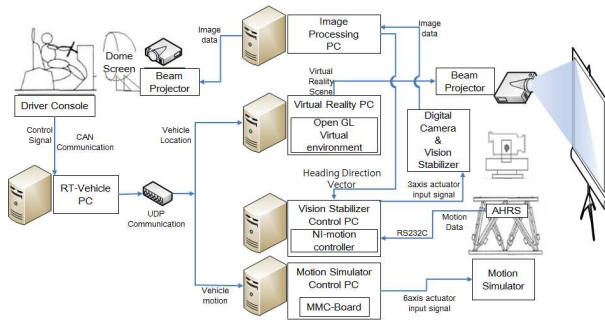 Image
data
Image
Processing
PC
Image
data
Dome
Screen
Beam
Projector
Virtual
Reality
Scene
Beam
Projector
Driver Console
Control
Signal
CAN
Communication
Vehicle
Location
Virtual Reality PC
Open GL
Virtual
environment
Digital
Camera
&
Vision
Stabilizer
Heading Direction
Vector
RT-Vehicle
PC
UDP
Communication
3axis actuator
input signal
Vision Stabilizer
Control PC
NI-motion
controller
RS232C
Motion
Data
AHRS
Vehicle
motion
Motion Simulator
Control PC
MMC-Board
6axis actuator
input signal
Motion
Simulator